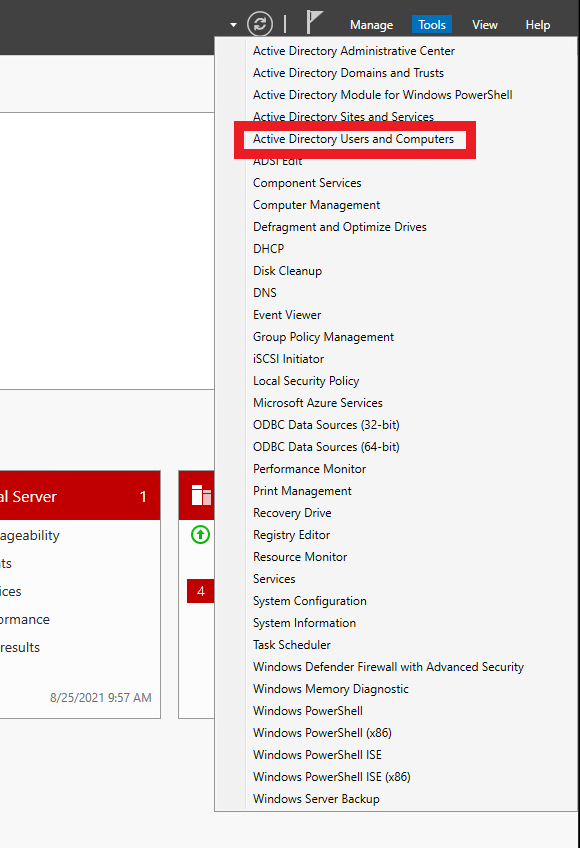 Manage Tools View Help
Active Directory Administrative Center
Active Directory Domains and Trusts
Active Directory Module for Windows PowerShell
Active Directory Sites and Services
Active Directory Users and Computers
ADSI Edit
Component Services
Computer Management
Defragment and Optimize Drives
DHCP
Disk Cleanup
DNS
Event Viewer
Group Policy Management
iSCSI Initiator
Local Security Policy
Microsoft Azure Services
ODBC Data Sources (32-bit)
ODBC Data Sources (64-bit)
Performance Monitor
Print Management
Recovery Drive
Registry Editor
Resource Monitor
Services
System Configuration
System Information
Task Scheduler
Windows Defender Firewall with Advanced Security
Windows Memory Diagnostic
Windows PowerShell
Windows PowerShell (x86)
Windows PowerShell ISE
Windows PowerShell ISE (x86)
Windows Server Backup
al Server 1
ageability
nts
ices
ormance
results
8/25/2021 9:57 AM
4